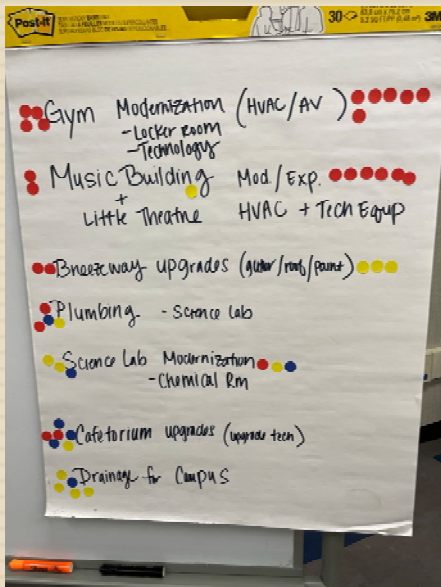 Post-it
30
3M
Gym Modernization (HVAC/AV)
- Locker Room
- Technology
Music Building Mod./Exp.
+
Little Theatre HVAC + Tech Equip
Breezeway upgrades (gutter/roof/paint)
Plumbing - Science lab
Science Lab Modernization
- Chemical Rm
Cafetorium upgrades (upgrade tech)
Drainage for Campus